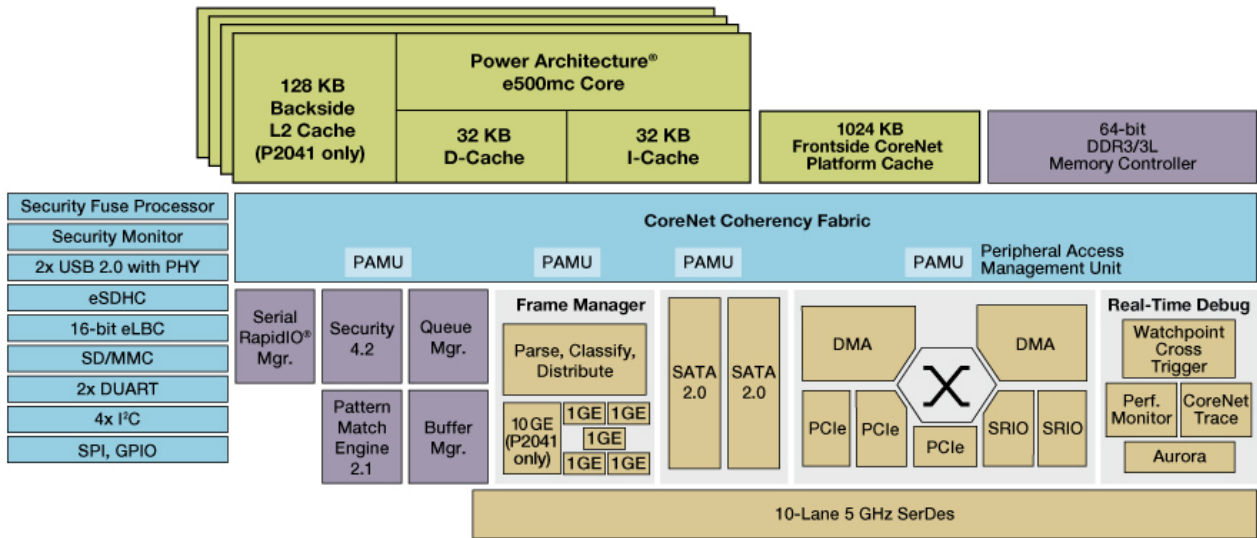 128 KB
Backside
L2 Cache
(P2041 only)
Power Architecture®
e500mc Core
32 KB
D-Cache
32 KB
I-Cache
1024 KB
Frontside CoreNet
Platform Cache
64-bit
DDR3/3L
Memory Controller
Security Fuse Processor
Security Monitor
2x USB 2.0 with PHY
eSDHC
16-bit eLBC
SD/MMC
2x DUART
4x I²C
SPI, GPIO
CoreNet Coherency Fabric
PAMU
PAMU
PAMU
PAMU
Peripheral Access
Management Unit
Serial
RapidIO®
Mgr.
Security
4.2
Queue
Mgr.
Pattern
Match
Engine
2.1
Buffer
Mgr.
Frame Manager
Parse, Classify,
Distribute
10 GE
(P2041
only)
1GE
1GE
1GE
1GE
1GE
SATA
2.0
SATA
2.0
DMA
DMA
PCIe
PCIe
PCIe
SRIO
SRIO
Real-Time Debug
Watchpoint
Cross
Trigger
Perf.
Monitor
CoreNet
Trace
Aurora
10-Lane 5 GHz SerDes